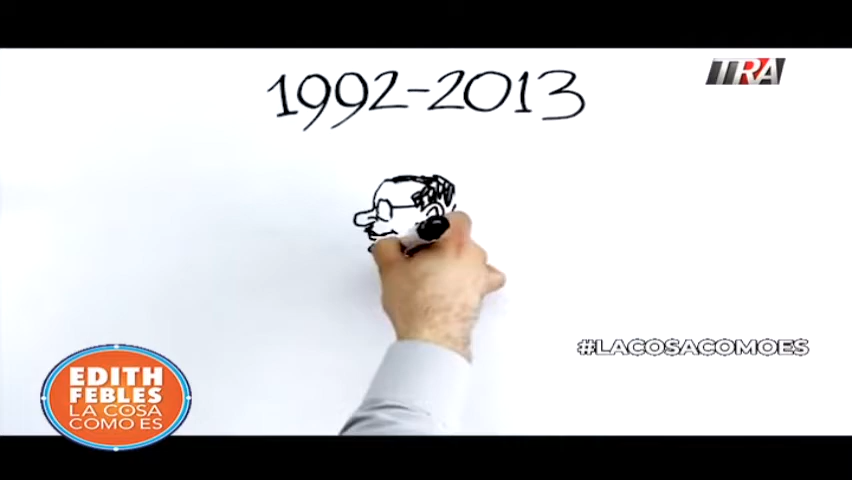 1992-2013
TRA
#LACOSACOMOES
EDITH
FEBLES
LA COSA
COMO ES